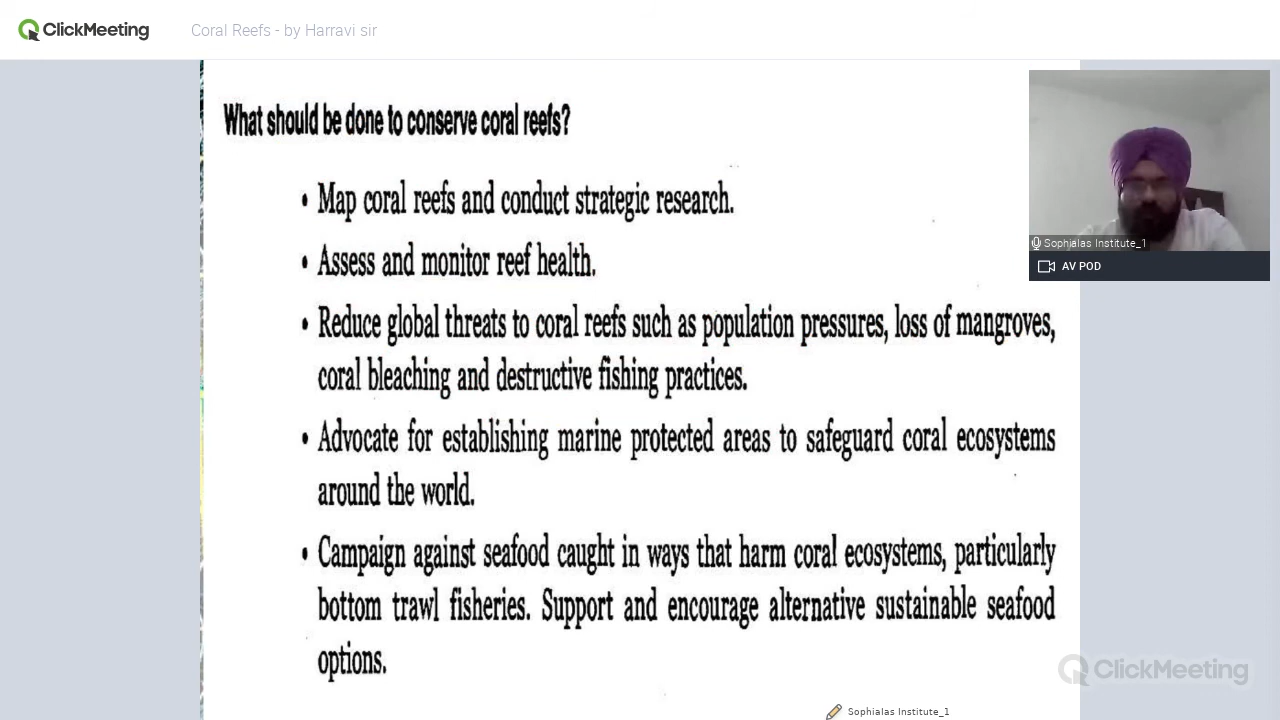 ClickMeeting
Coral Reefs - by Harravi sir
What should be done to conserve coral reefs?
• Map coral reefs and conduct strategic research.
• Assess and monitor reef health.
• Reduce global threats to coral reefs such as population pressures, loss of mangroves,
coral bleaching and destructive fishing practices.
• Advocate for establishing marine protected areas to safeguard coral ecosystems
around the world.
• Campaign against seafood caught in ways that harm coral ecosystems, particularly
bottom trawl fisheries. Support and encourage alternative sustainable seafood
options.
Sophialas Institute_1
AV POD
ClickMeeting
Sophialas Institute_1